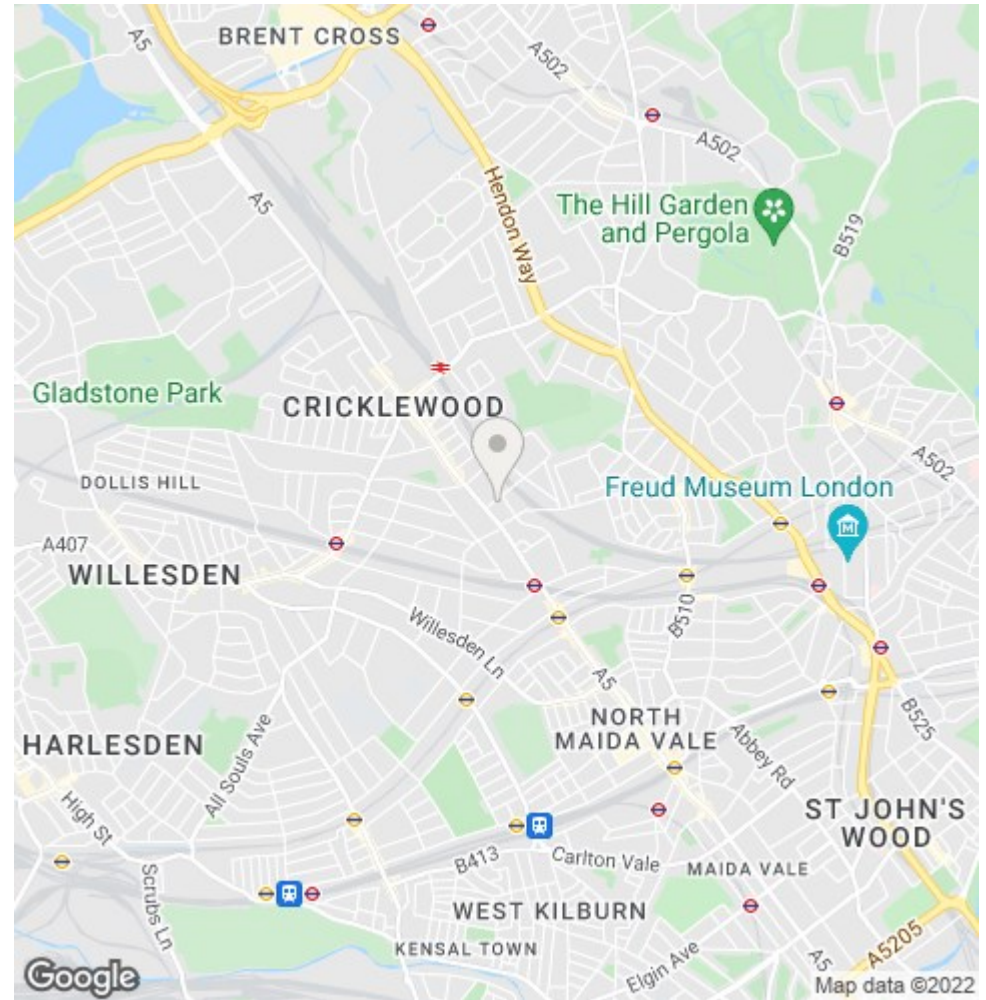 BRENT CROSS
A5
A502
A502
A5
Hendon Way
The Hill Garden
and Pergola
B519
Gladstone Park
CRICKLEWOOD
A502
DOLLIS HILL
Freud Museum London
M
A407
WILLESDEN
Willesden Ln
B510
A5
NORTH
MAIDA VALE
Abbey Rd
B525
HARLESDEN
All Souls Ave
High St
ST JOHN'S
WOOD
B413
Carlton Vale
MAIDA VALE
Scrubs Ln
WEST KILBURN
KENSAL TOWN
Elgin Ave
A5
A5205
Google
Map data ©2022